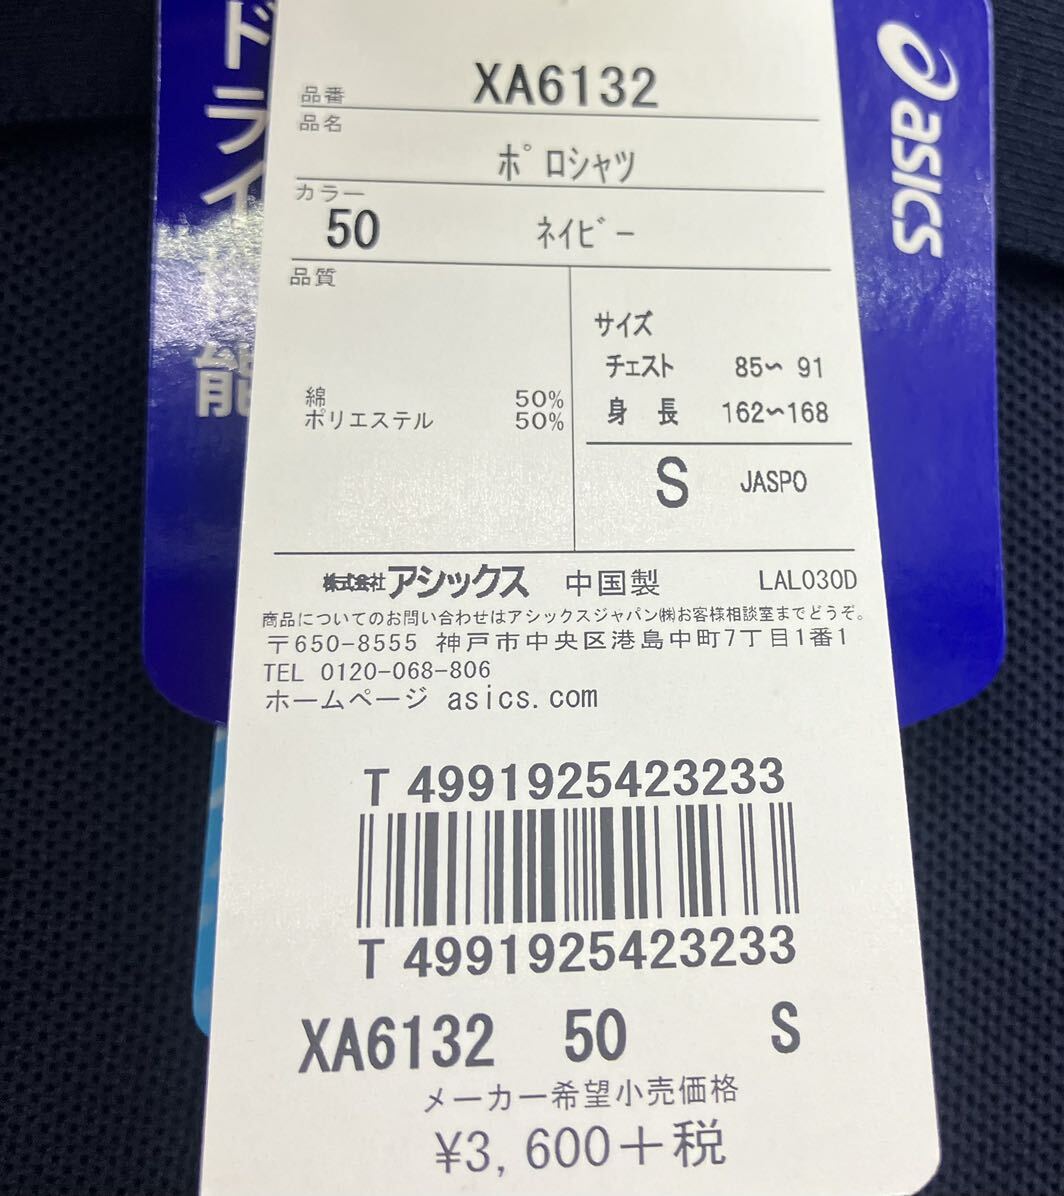 ドライ
能
asics
品番 XA6132
品名
ポロシャツ
カラー
50 ネイビー
品質
綿 50%
ポリエステル 50%
サイズ
チェスト 85〜 91
身 長 162〜168
S JASPO
株式会社アシックス 中国製 LAL030D
商品についてのお問い合わせはアシックスジャパン㈱お客様相談室までどうぞ。
〒650-8555 神戸市中央区港島中町7丁目1番1
TEL 0120-068-806
ホームページ asics.com
T 4991925423233
T 4991925423233
XA6132 50 S
メーカー希望小売価格
¥3,600+税